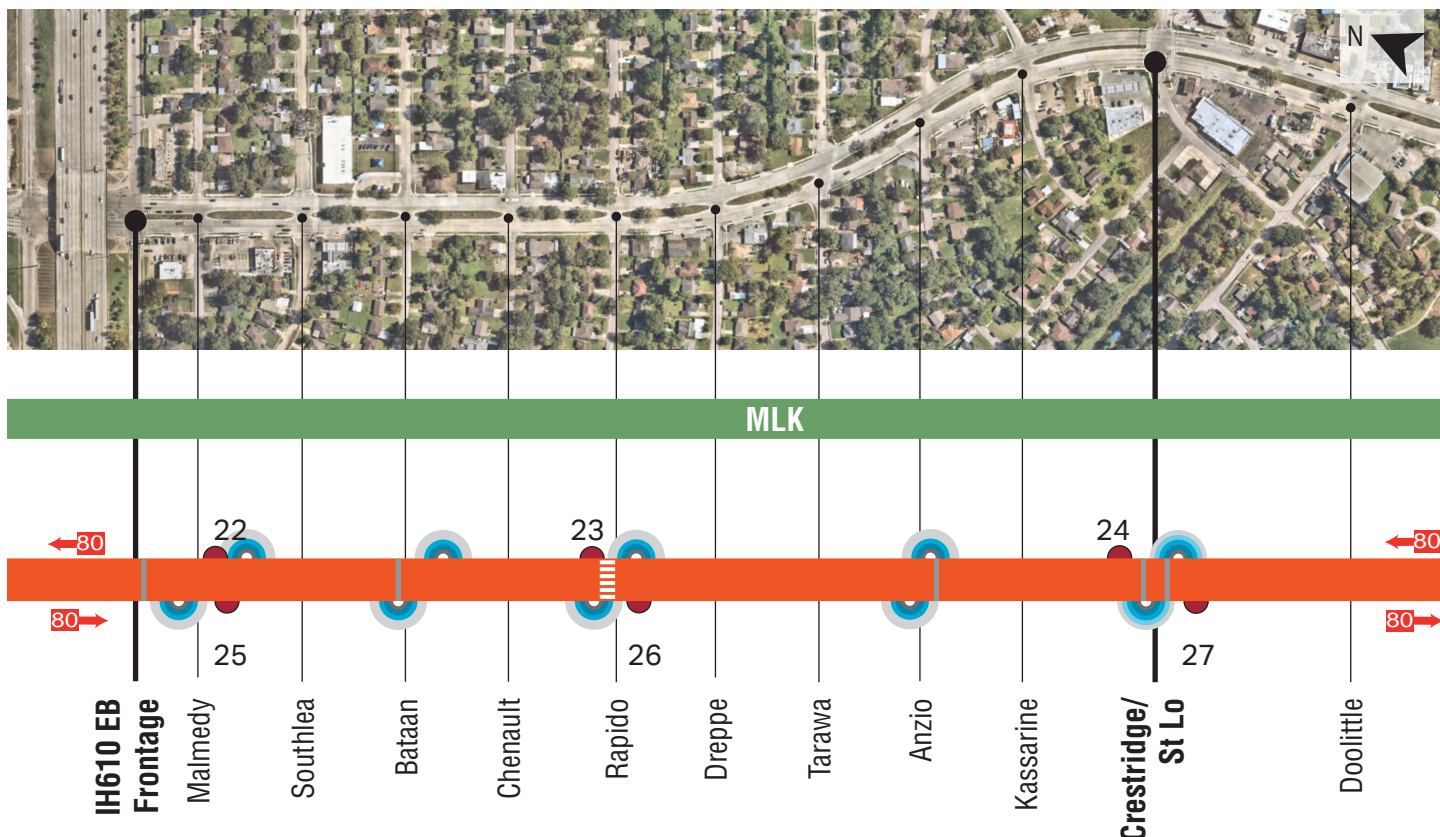 N
MLK
22
23
24
80
80
80
80
25
26
27
IH610 EB
Frontage
Malmedy
Southlea
Bataan
Chenault
Rapido
Dreppe
Tarawa
Anzio
Kassarine
Crestridge/
St Lo
Doolittle